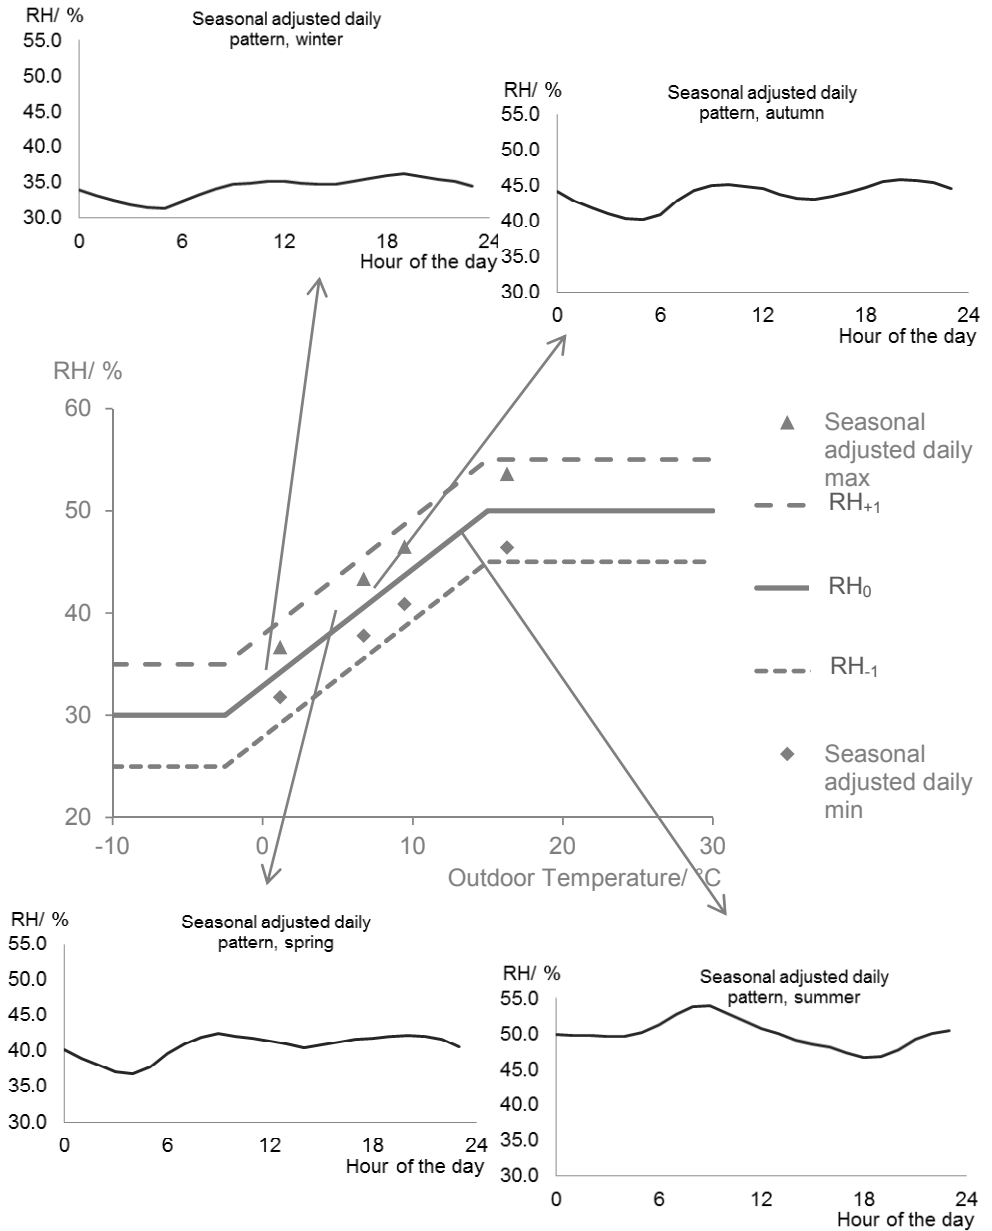 RH/ %
Seasonal adjusted daily
pattern, winter
55.0
50.0
45.0
40.0
35.0
30.0
0
6
12
18
24
Hour of the day
RH/ %
Seasonal adjusted daily
pattern, autumn
55.0
50.0
45.0
40.0
35.0
30.0
0
6
12
18
24
Hour of the day
RH/ %
60
50
40
30
20
-10
0
10
20
30
Outdoor Temperature/ °C
Seasonal
adjusted daily
max
RH+1
RH0
RH-1
Seasonal
adjusted daily
min
RH/ %
Seasonal adjusted daily
pattern, spring
55.0
50.0
45.0
40.0
35.0
30.0
0
6
12
18
24
Hour of the day
RH/ %
Seasonal adjusted daily
pattern, summer
55.0
50.0
45.0
40.0
35.0
30.0
0
6
12
18
24
Hour of the day